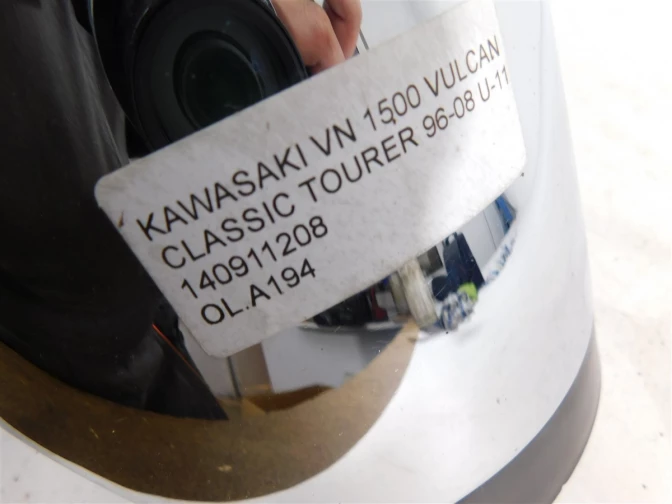 KAWASAKI VN 1500 VULCAN
CLASSIC TOURER 96-08 U-11
140911208
OL.A194